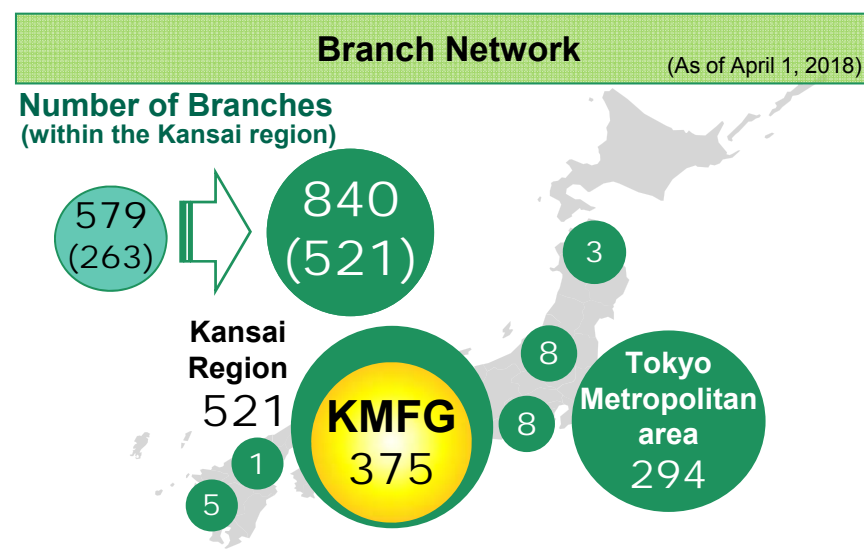 Branch Network
(As of April 1, 2018)
Number of Branches
(within the Kansai region)
579
(263)
840
(521)
3
Kansai
Region
521
KMFG
375
8
8
Tokyo
Metropolitan
area
294
1
5